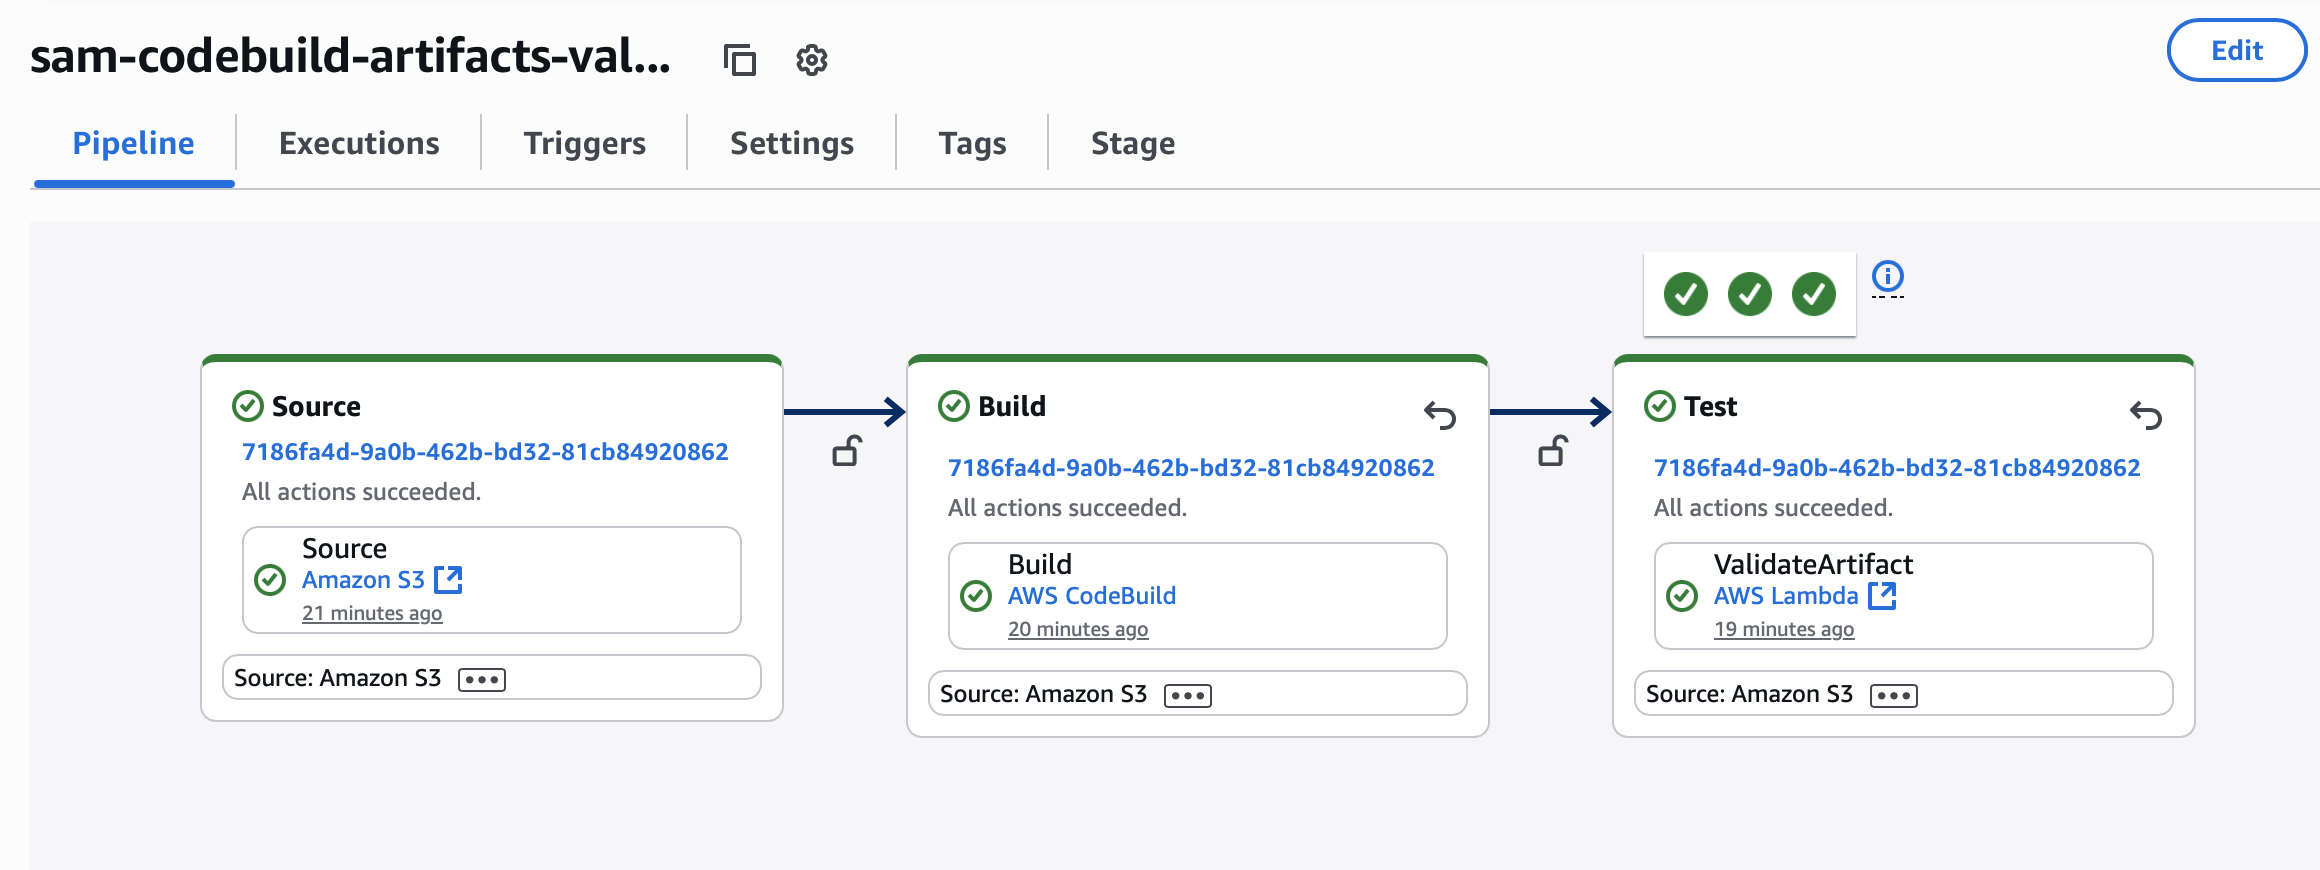 sam-codebuild-artifacts-val...
Edit
Pipeline
Executions
Triggers
Settings
Tags
Stage
Source
7186fa4d-9a0b-462b-bd32-81cb84920862
All actions succeeded.
Source
Amazon S3
21 minutes ago
Source: Amazon S3
Build
7186fa4d-9a0b-462b-bd32-81cb84920862
All actions succeeded.
Build
AWS CodeBuild
20 minutes ago
Source: Amazon S3
Test
7186fa4d-9a0b-462b-bd32-81cb84920862
All actions succeeded.
ValidateArtifact
AWS Lambda
19 minutes ago
Source: Amazon S3